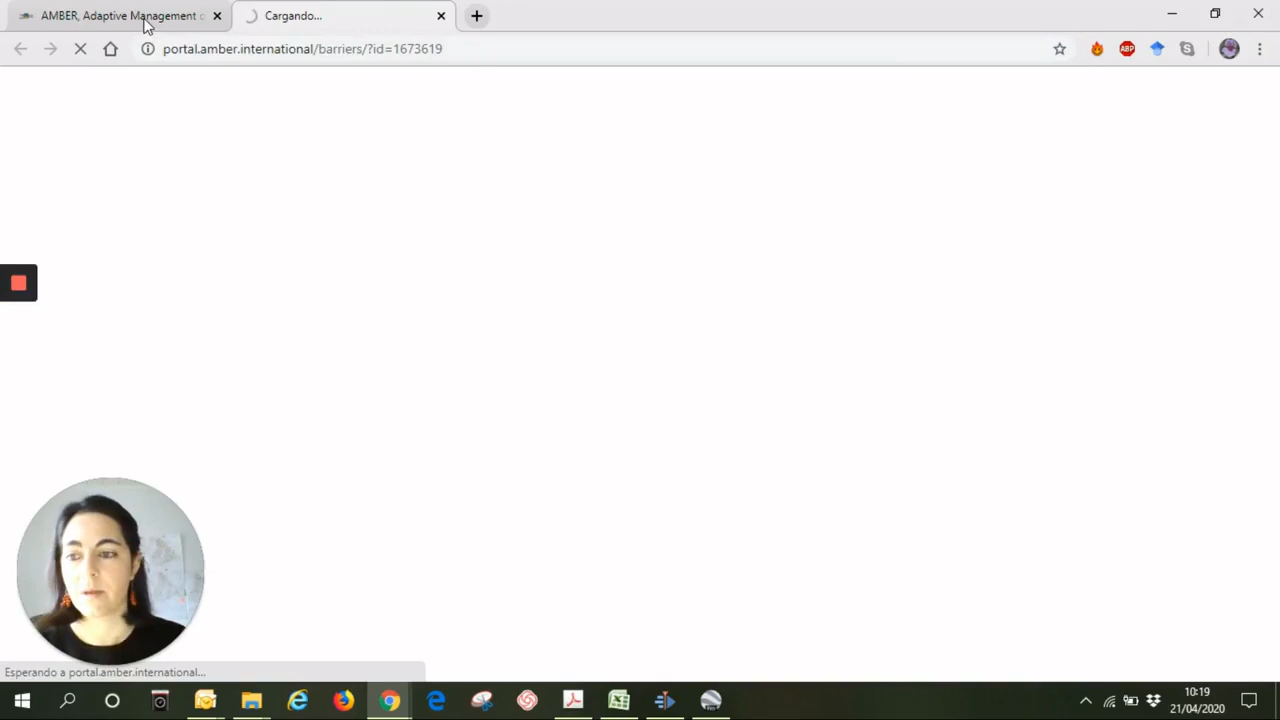 AMBER, Adaptive Management o
Cargando...
portal.amber.international/barriers/?id=1673619
ABP
Esperando a portal.amber.international...
10:19
21/04/2020